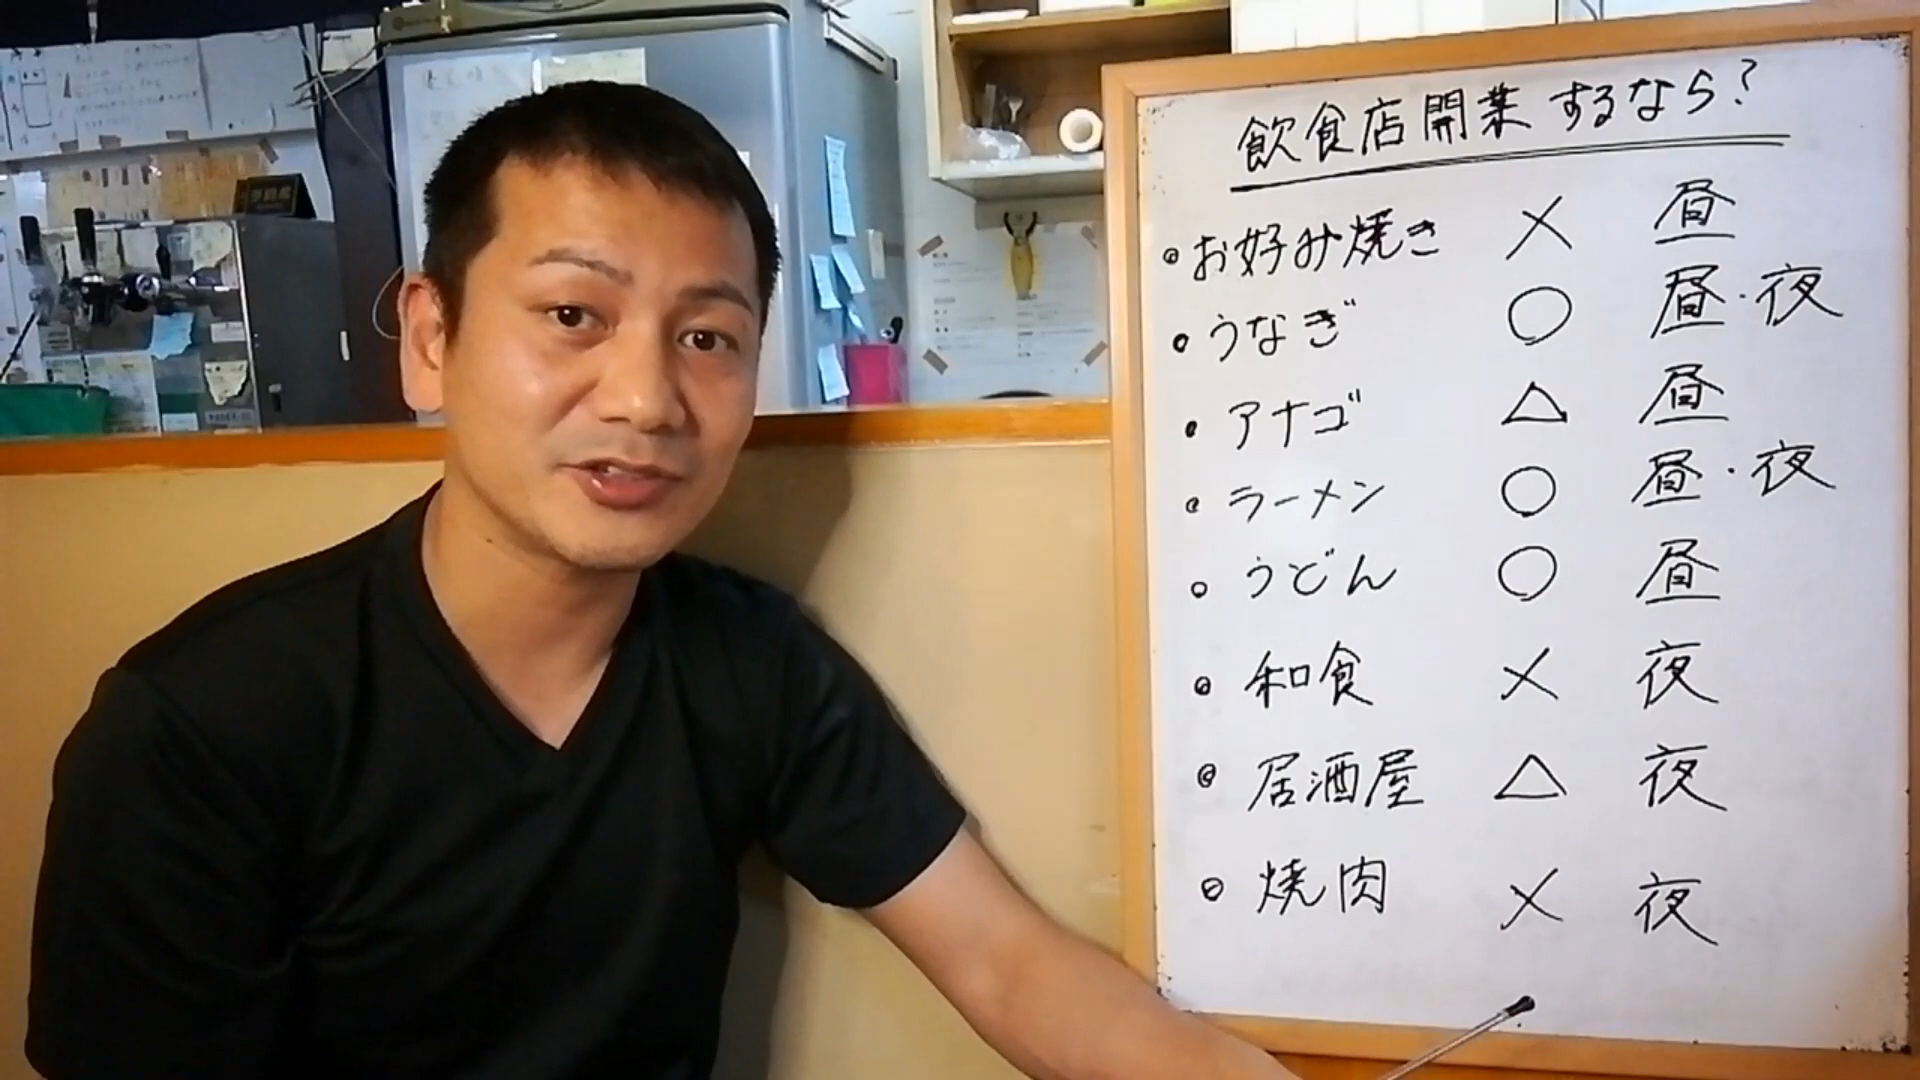 飲食店開業するなら?
・お好み焼き × 昼
・うなぎ ○ 昼・夜
・アナゴ △ 昼
・ラーメン ○ 昼・夜
・うどん ○ 昼
・和食 × 夜
・居酒屋 △ 夜
・焼肉 × 夜